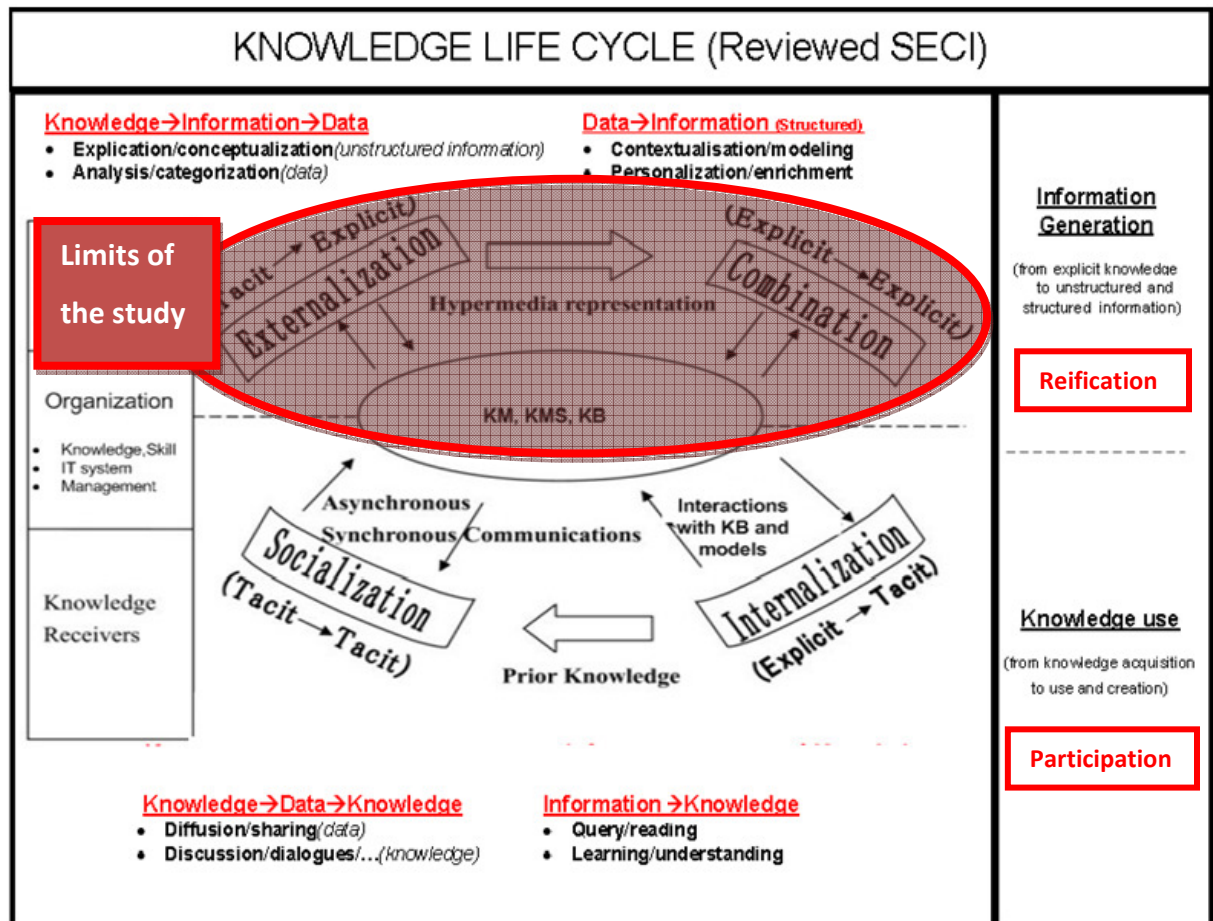 KNOWLEDGE LIFE CYCLE (Reviewed SECI)
Knowledge→Information→Data
• Explication/conceptualization(unstructured information)
• Analysis/categorization(data)
Data→Information (Structured)
• Contextualisation/modeling
• Personalization/enrichment
Limits of
the study
Tacit → Explicit)
Externalization
Hypermedia representation
(Explicit→Explicit)
Combination
KM, KMS, KB
Organization
• Knowledge,Skill
• IT system
• Management
Knowledge
Receivers
Asynchronous
Synchronous Communications
Interactions
with KB and
models
Socialization
(Tacit→Tacit)
Internalization
(Explicit → Tacit)
Prior Knowledge
Knowledge→Data→Knowledge
• Diffusion/sharing(data)
• Discussion/dialogues/...(knowledge)
Information →Knowledge
• Query/reading
• Learning/understanding
Information
Generation
(from explicit knowledge
to unstructured and
structured information)
Reification
Knowledge use
(from knowledge acquisition
to use and creation)
Participation